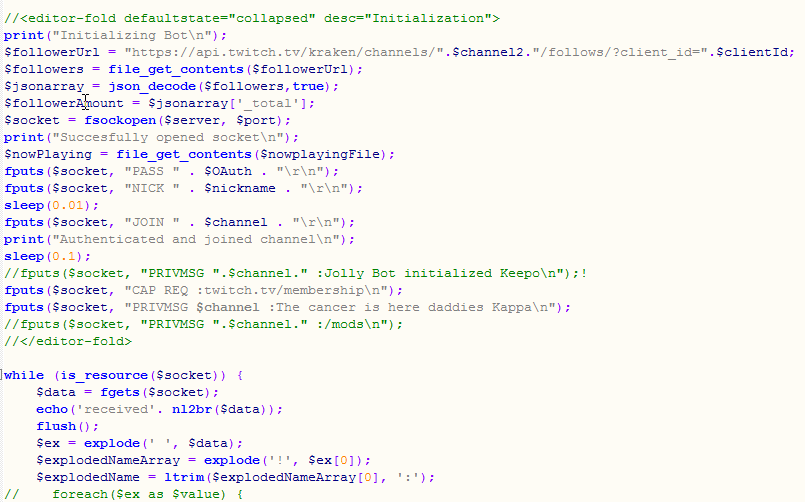 //<editor-fold defaultstate="collapsed" desc="Initialization">
print("Initializing Bot\n");
$followerUrl = "https://api.twitch.tv/kraken/channels/".$channel2."/follows/?client_id=".$clientId;
$followers = file_get_contents($followerUrl);
$jsonarray = json_decode($followers,true);
$followerAmount = $jsonarray['_total'];
$socket = fsockopen($server, $port);
print("Succesfully opened socket\n");
$nowPlaying = file_get_contents($nowplayingFile);
fputs($socket, "PASS " . $OAuth . "\r\n");
fputs($socket, "NICK " . $nickname . "\r\n");
sleep(0.01);
fputs($socket, "JOIN " . $channel . "\r\n");
print("Authenticated and joined channel\n");
sleep(0.1);
//fputs($socket, "PRIVMSG ".$channel." :Jolly Bot initialized Keepo\n");!
fputs($socket, "CAP REQ :twitch.tv/membership\n");
fputs($socket, "PRIVMSG $channel :The cancer is here daddies Kappa\n");
//fputs($socket, "PRIVMSG ".$channel." :/mods\n");
//</editor-fold>
while (is_resource($socket)) {
    $data = fgets($socket);
    echo('received'. nl2br($data));
    flush();
    $ex = explode(' ', $data);
    $explodedNameArray = explode('!', $ex[0]);
    $explodedName = ltrim($explodedNameArray[0], ':');
//    foreach($ex as $value) {